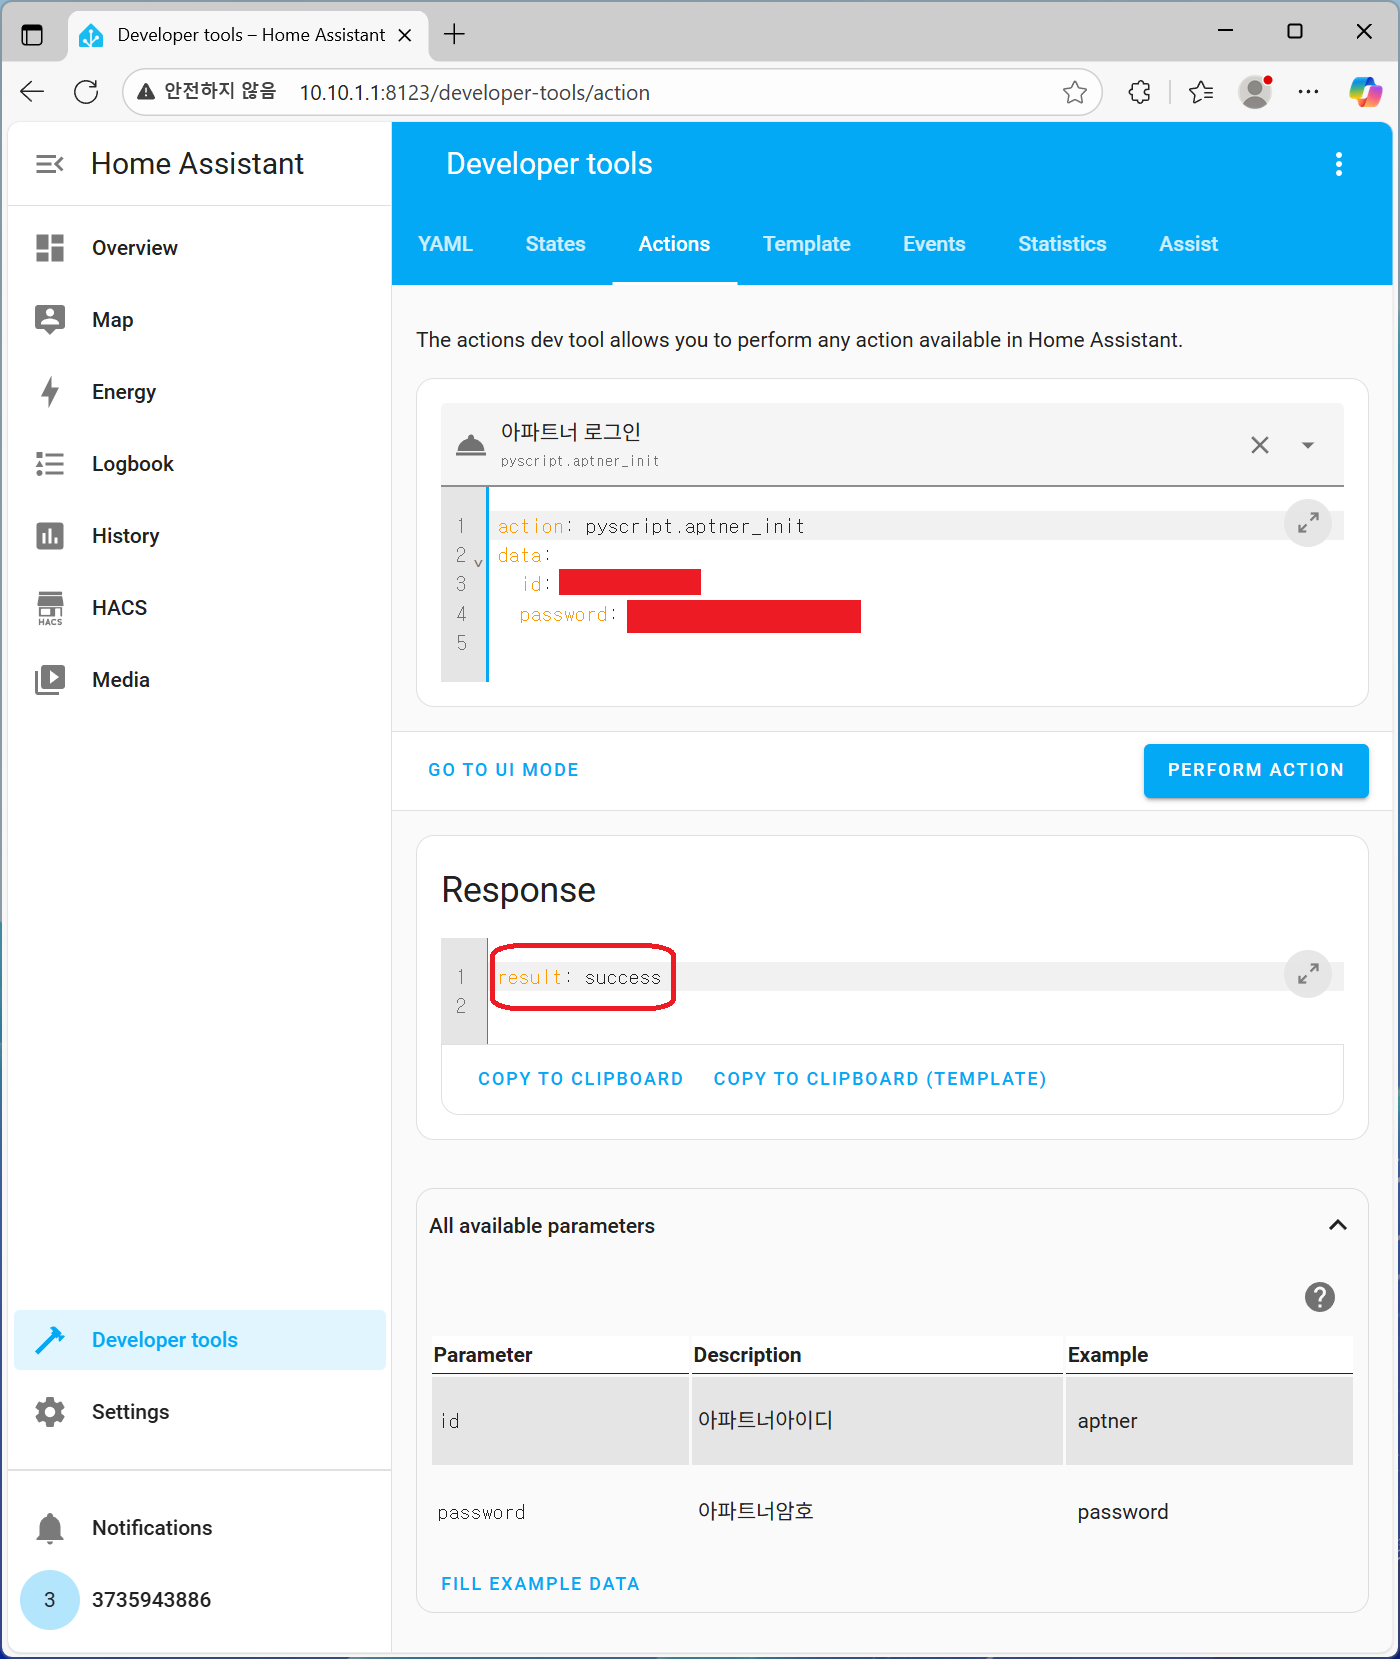 Developer tools – Home Assistant
안전하지 않음 10.10.1.1:8123/developer-tools/action
Home Assistant
Overview
Map
Energy
Logbook
History
HACS
HACS
Media
Developer tools
Settings
Notifications
3 3735943886
Developer tools
YAML States Actions Template Events Statistics Assist
The actions dev tool allows you to perform any action available in Home Assistant.
아파트너 로그인
pyscript.aptner_init
1 action: pyscript.aptner_init
2 data:
3 id:
4 password:
5
GO TO UI MODE PERFORM ACTION
Response
1 result: success
2
COPY TO CLIPBOARD COPY TO CLIPBOARD (TEMPLATE)
All available parameters
Parameter Description Example
id 아파트너아이디 aptner
password 아파트너암호 password
FILL EXAMPLE DATA